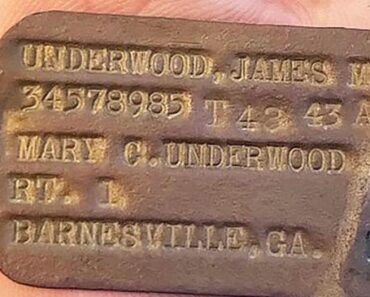 UNDERWOOD, JAMES M
34578985 T43 43 A
MARY C. UNDERWOOD
RT. 1
BARNESVILLE, GA.